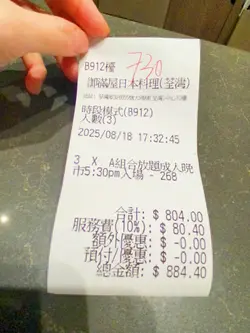 B912檯
730
御滿屋日本料理(荃灣)
時段模式(B912)
人數(3)
2025/08/18 17:32:45
3 X A組合放題成人晚
市5:30pm入場 - 268
合計: $ 804.00
服務費(10%): $ 80.40
額外優惠: $ -0.00
預付/優惠: $ -0.00
總金額: $ 884.40